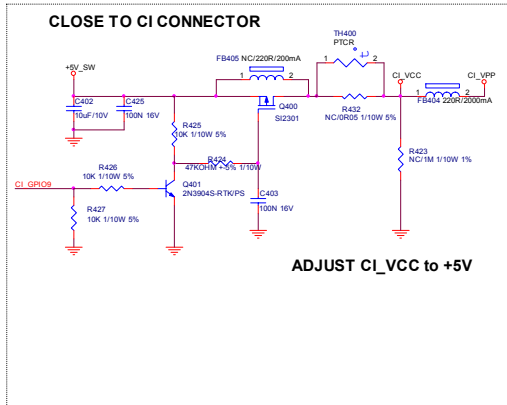 CLOSE TO CI CONNECTOR
TH400
PTCR
FB405 NC/220R/200mA
1 2
1 2
+5V_SW
CI_VCC
CI_VPP
1 2
FB404 220R/2000mA
C402
10uF/10V
C425
100N 16V
Q400
SI2301
R432
NC/0R05 1/10W 5%
R425
10K 1/10W 5%
R424
47KOHM +-5% 1/10W
R423
NC/1M 1/10W 1%
R426
10K 1/10W 5%
CI_GPIO9
Q401
2N3904S-RTK/PS
C403
100N 16V
R427
10K 1/10W 5%
ADJUST CI_VCC to +5V